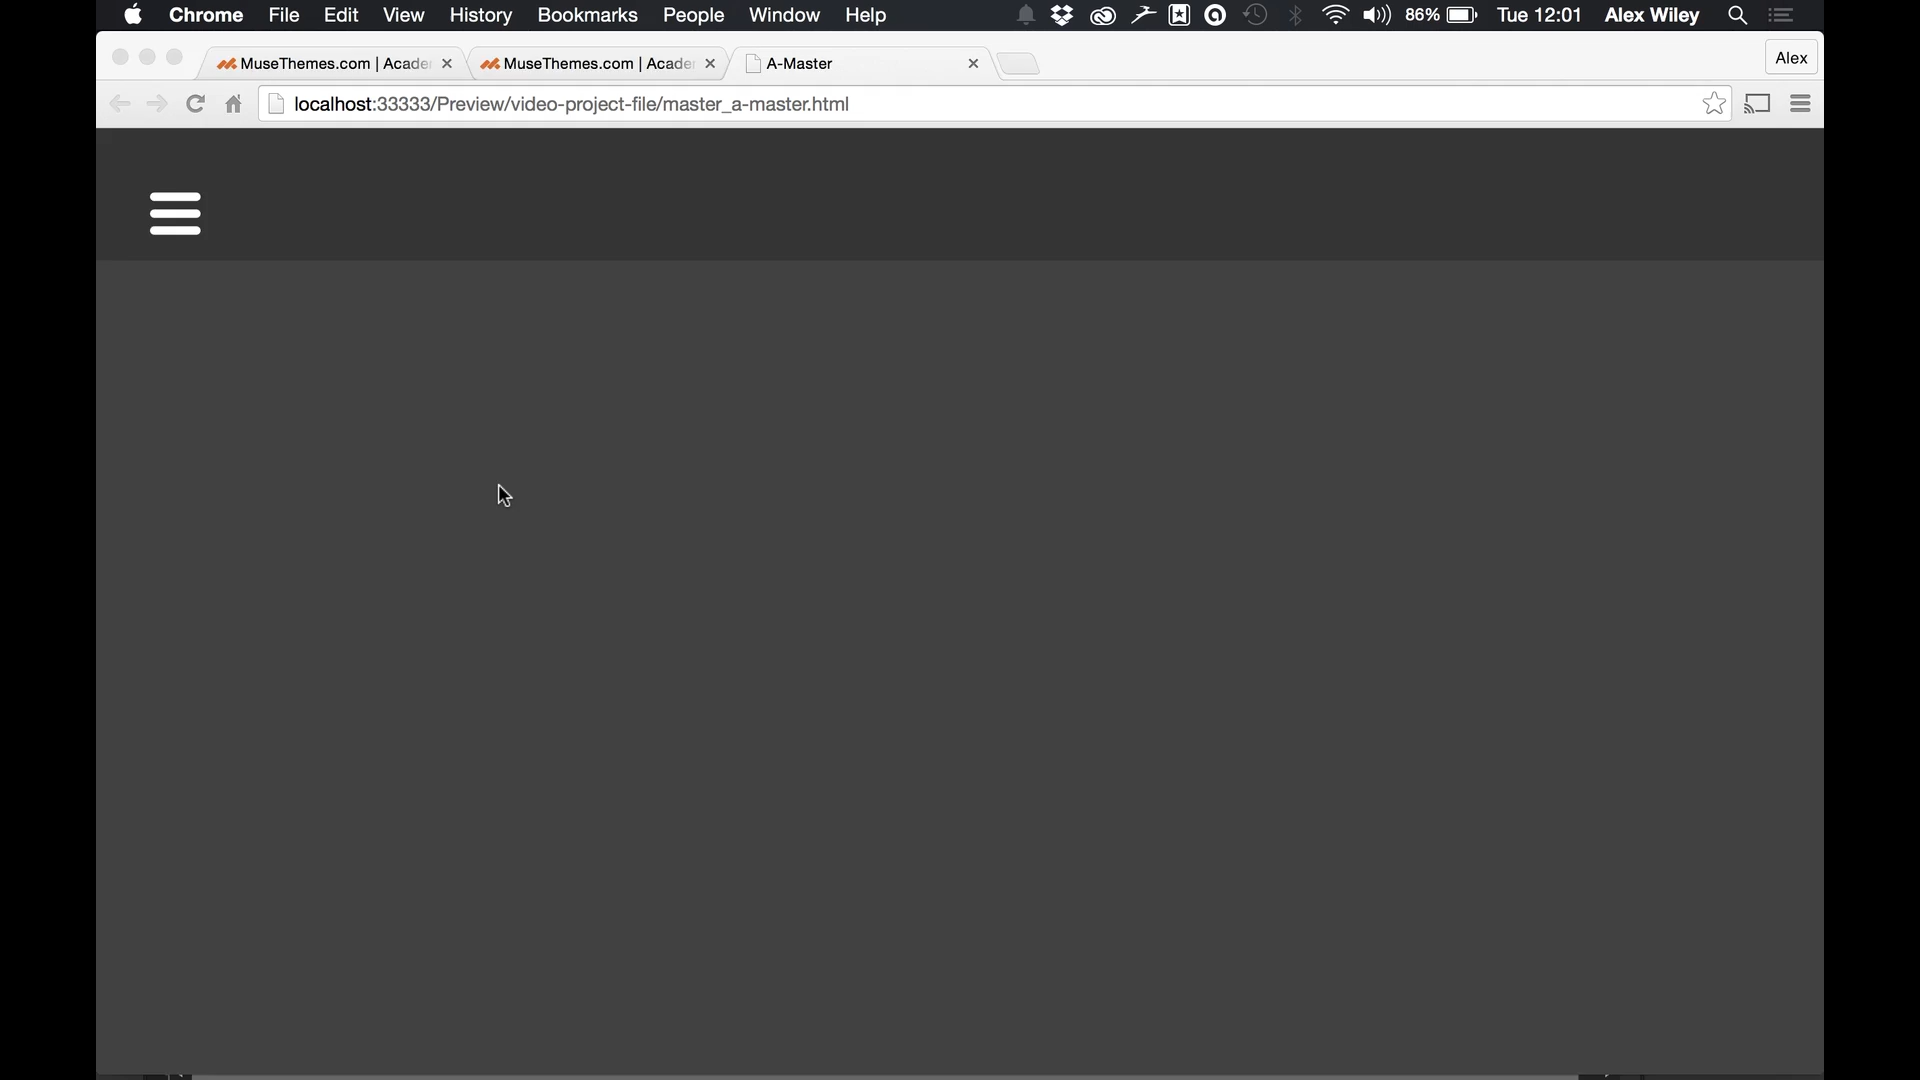 Chrome File Edit View History Bookmarks People Window Help 86% Tue 12:01 Alex Wiley
MuseThemes.com | Acade MuseThemes.com | Acade A-Master Alex
localhost:33333/Preview/video-project-file/master_a-master.html